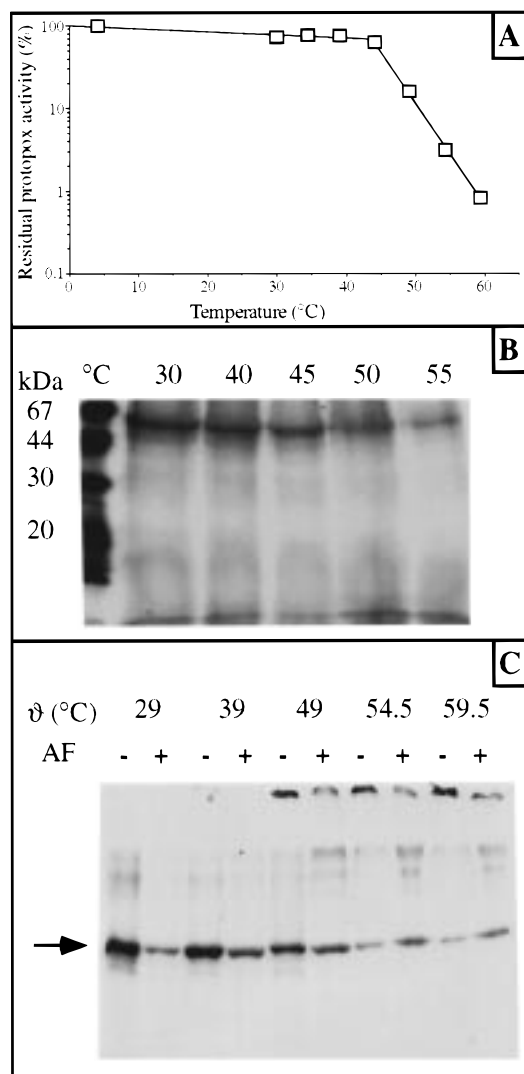 A
Residual protopox activity (%)
100
10
1
0.1
0 10 20 30 40 50 60
Temperature (°C)
B
kDa °C 30 40 45 50 55
67
44
30
20
C
ϑ (°C) 29 39 49 54.5 59.5
AF - + - + - + - + - +